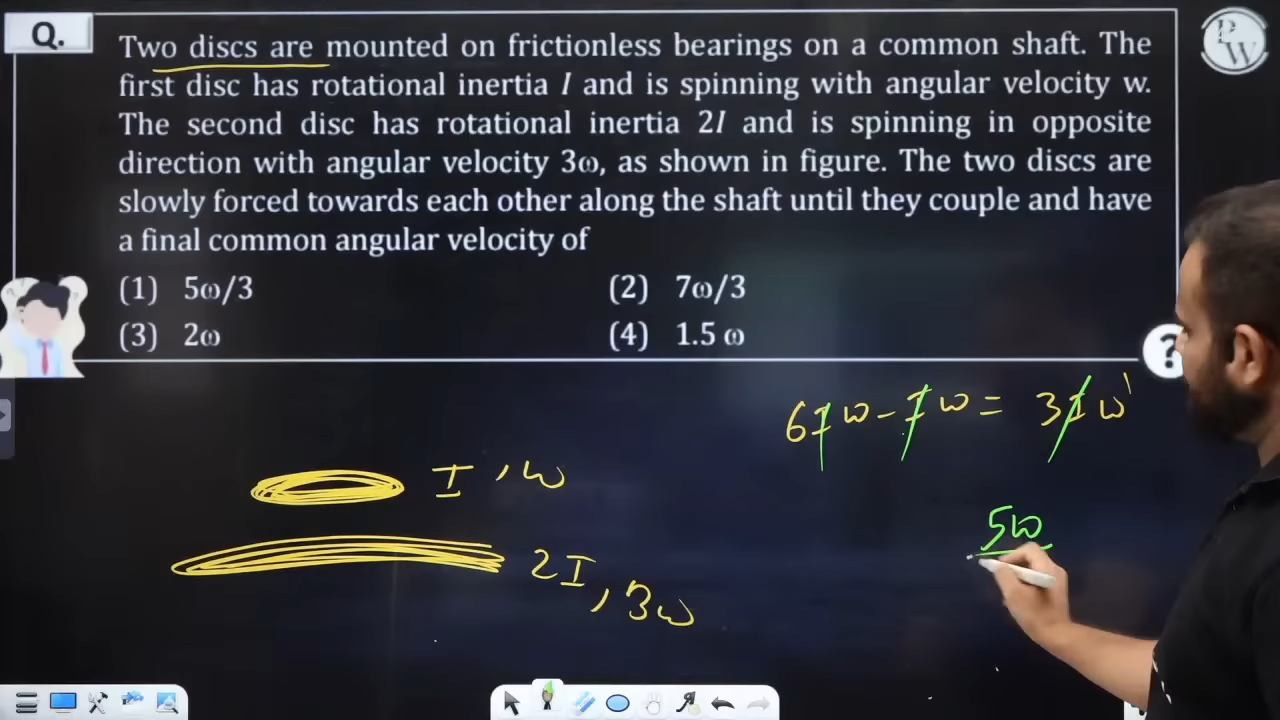 Q.
PW
Two discs are mounted on frictionless bearings on a common shaft. The
first disc has rotational inertia I and is spinning with angular velocity w.
The second disc has rotational inertia 2I and is spinning in opposite
direction with angular velocity 3ω, as shown in figure. The two discs are
slowly forced towards each other along the shaft until they couple and have
a final common angular velocity of
(1) 5ω/3
(2) 7ω/3
(3) 2ω
(4) 1.5 ω
?
6Iω - Iω = 3Iω'
I, ω
5ω
2I, 3ω